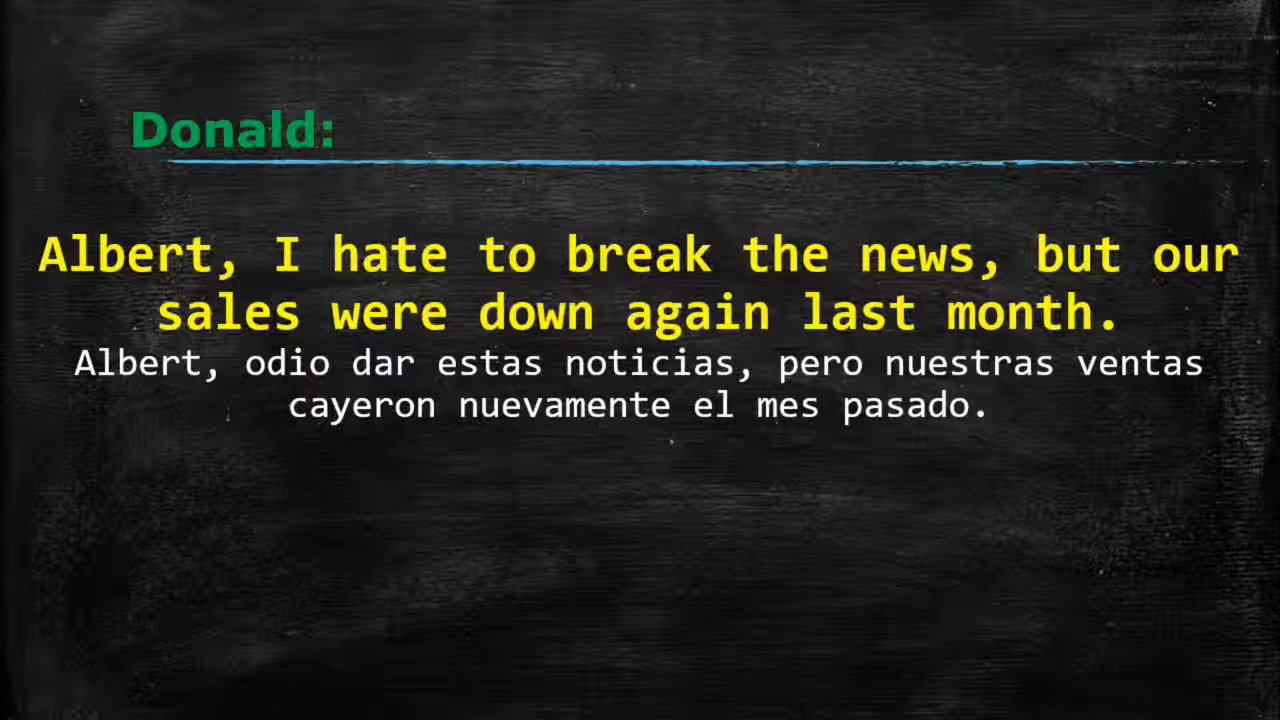 Donald:
Albert, I hate to break the news, but our
sales were down again last month.
Albert, odio dar estas noticias, pero nuestras ventas
cayeron nuevamente el mes pasado.